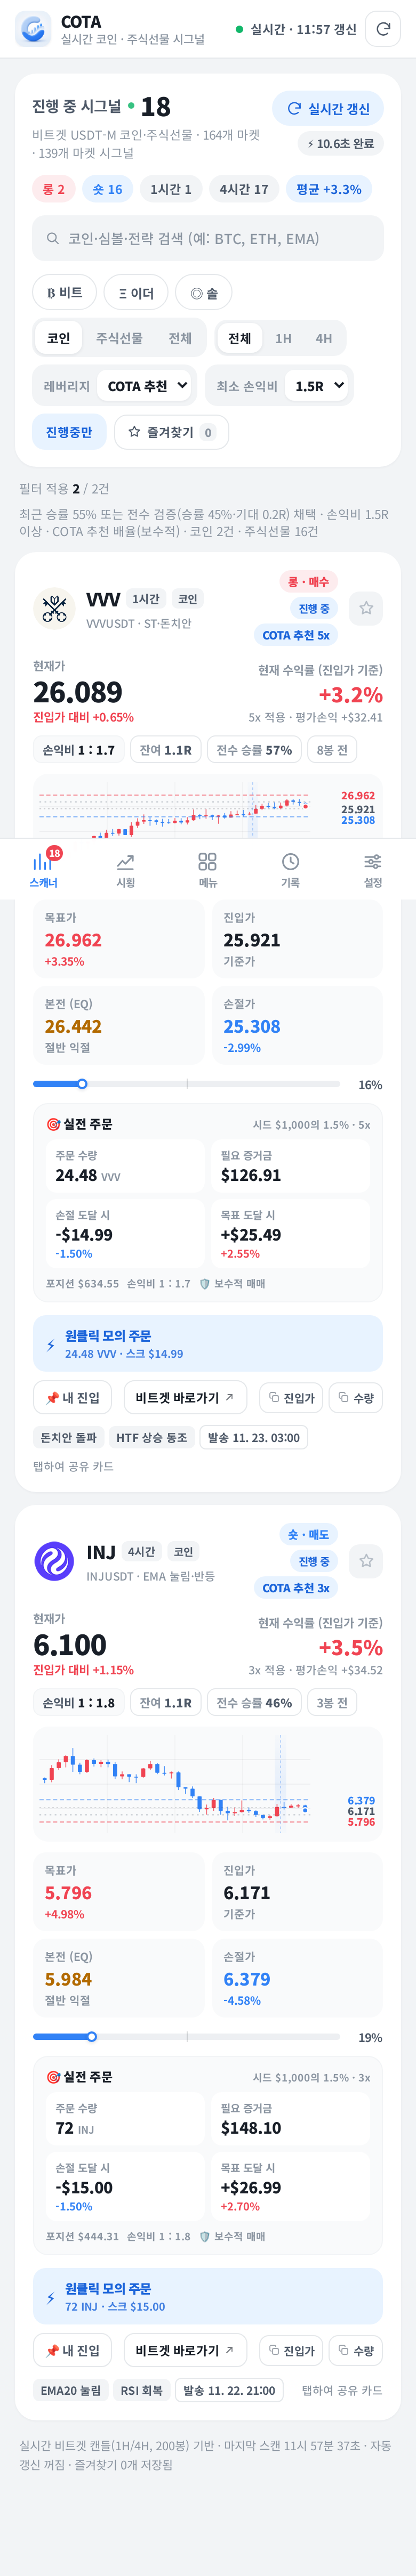 COTA
실시간 코인 · 주식선물 시그널
실시간 · 11:57 갱신
진행 중 시그널 18
실시간 갱신
비트겟 USDT-M 코인·주식선물 · 164개 마켓
· 139개 마켓 시그널
⚡ 10.6초 완료
롱 2
숏 16
1시간 1
4시간 17
평균 +3.3%
코인·심볼·전략 검색 (예: BTC, ETH, EMA)
B 비트
Ξ 이더
◎ 솔
코인 주식선물 전체
전체 1H 4H
레버리지 COTA 추천
최소 손익비 1.5R
진행중만
즐겨찾기 0
필터 적용 2 / 2건
최근 승률 55% 또는 전수 검증(승률 45%·기대 0.2R) 채택 · 손익비 1.5R
이상 · COTA 추천 배율(보수적) · 코인 2건 · 주식선물 16건
VVV 1시간 코인
VVVUSDT · ST·돈치안
롱 · 매수
진행 중
COTA 추천 5x
현재가
26.089
진입가 대비 +0.65%
현재 수익률 (진입가 기준)
+3.2%
5x 적용 · 평가손익 +$32.41
손익비 1 : 1.7
잔여 1.1R
전수 승률 57%
8봉 전
26.962
25.921
25.308
18
스캐너
시황
메뉴
기록
설정
목표가
26.962
+3.35%
진입가
25.921
기준가
본전 (EQ)
26.442
절반 익절
손절가
25.308
-2.99%
16%
🎯 실전 주문
시드 $1,000의 1.5% · 5x
주문 수량
24.48 VVV
필요 증거금
$126.91
손절 도달 시
-$14.99
-1.50%
목표 도달 시
+$25.49
+2.55%
포지션 $634.55 손익비 1 : 1.7 🛡️ 보수적 매매
⚡ 원클릭 모의 주문
24.48 VVV · 스크 $14.99
📌 내 진입
비트겟 바로가기 ↗
진입가
수량
돈치안 돌파
HTF 상승 동조
발송 11. 23. 03:00
탭하여 공유 카드
INJ 4시간 코인
INJUSDT · EMA 눌림·반등
숏 · 매도
진행 중
COTA 추천 3x
현재가
6.100
진입가 대비 +1.15%
현재 수익률 (진입가 기준)
+3.5%
3x 적용 · 평가손익 +$34.52
손익비 1 : 1.8
잔여 1.1R
전수 승률 46%
3봉 전
6.379
6.171
5.796
목표가
5.796
+4.98%
진입가
6.171
기준가
본전 (EQ)
5.984
절반 익절
손절가
6.379
-4.58%
19%
🎯 실전 주문
시드 $1,000의 1.5% · 3x
주문 수량
72 INJ
필요 증거금
$148.10
손절 도달 시
-$15.00
-1.50%
목표 도달 시
+$26.99
+2.70%
포지션 $444.31 손익비 1 : 1.8 🛡️ 보수적 매매
⚡ 원클릭 모의 주문
72 INJ · 스크 $15.00
📌 내 진입
비트겟 바로가기 ↗
진입가
수량
EMA20 눌림
RSI 회복
발송 11. 22. 21:00
탭하여 공유 카드
실시간 비트겟 캔들(1H/4H, 200봉) 기반 · 마지막 스캔 11시 57분 37초 · 자동
갱신 꺼짐 · 즐겨찾기 0개 저장됨